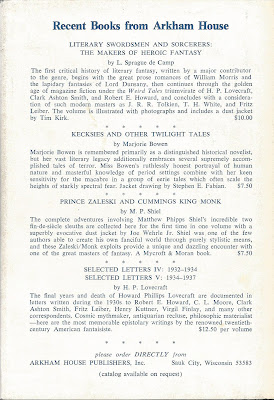 Recent Books from Arkham House
LITERARY SWORDSMEN AND SORCERERS:
THE MAKERS OF HEROIC FANTASY
by L. Sprague de Camp
The first critical history of literary fantasy, written by a major contributor
to the genre, begins with the great prose romances of William Morris and
the lapidary fantasies of Lord Dunsany, then continues through the golden
age of magazine fiction under the Weird Tales triumvirate of H. P. Lovecraft,
Clark Ashton Smith, and Robert E. Howard, and concludes with a consideration
of such modern masters as J. R. R. Tolkien, T. H. White, and Fritz
Leiber. The volume is illustrated with photographs and includes a dust jacket
by Tim Kirk. $10.00
* * * * *
KECKSIES AND OTHER TWILIGHT TALES
by Marjorie Bowen
Marjorie Bowen is remembered primarily as a distinguished historical novelist,
but her vast literary legacy additionally embraces several supremely accomplished
tales of terror. Miss Bowen's ruthlessly honest portrayal of human
nature and masterful knowledge of period settings combine with her keen
sensitivity for the macabre in a group of eerie tales which often scale the
heights of starkly spectral fear. Jacket drawing by Stephen E. Fabian. $7.50
* * * * *
PRINCE ZALESKI AND CUMMINGS KING MONK
by M. P. Shiel
The complete adventures involving Matthew Phipps Shiel's incredible two
fin-de-siècle sleuths are collected here for the first time in one volume with a
superbly evocative dust jacket by Joe Wehrle Jr. Shiel was one of the few
authors able to create his own fanciful world through purely stylistic means,
and these Zaleski-Monk exploits provide a unique and dazzling encounter with
one of the great masters of fantasy. A Mycroft & Moran book. $7.50
* * * * *
SELECTED LETTERS IV: 1932–1934
SELECTED LETTERS V: 1934–1937
by H. P. Lovecraft
The final years and death of Howard Phillips Lovecraft are documented in
letters written during the 1930s to Robert E. Howard, C. L. Moore, Clark
Ashton Smith, Fritz Leiber, Henry Kuttner, Virgil Finlay, and many other
correspondents. Cosmic mythmaker, antiquarian recluse, philosophic materialist
—here are the most memorable epistolary writings by the renowned twentieth-
century American fantaisiste. $12.50 per volume
* * * * *
please order DIRECTLY from
ARKHAM HOUSE PUBLISHERS, Inc. Sauk City, Wisconsin 53583
(catalog available on request)